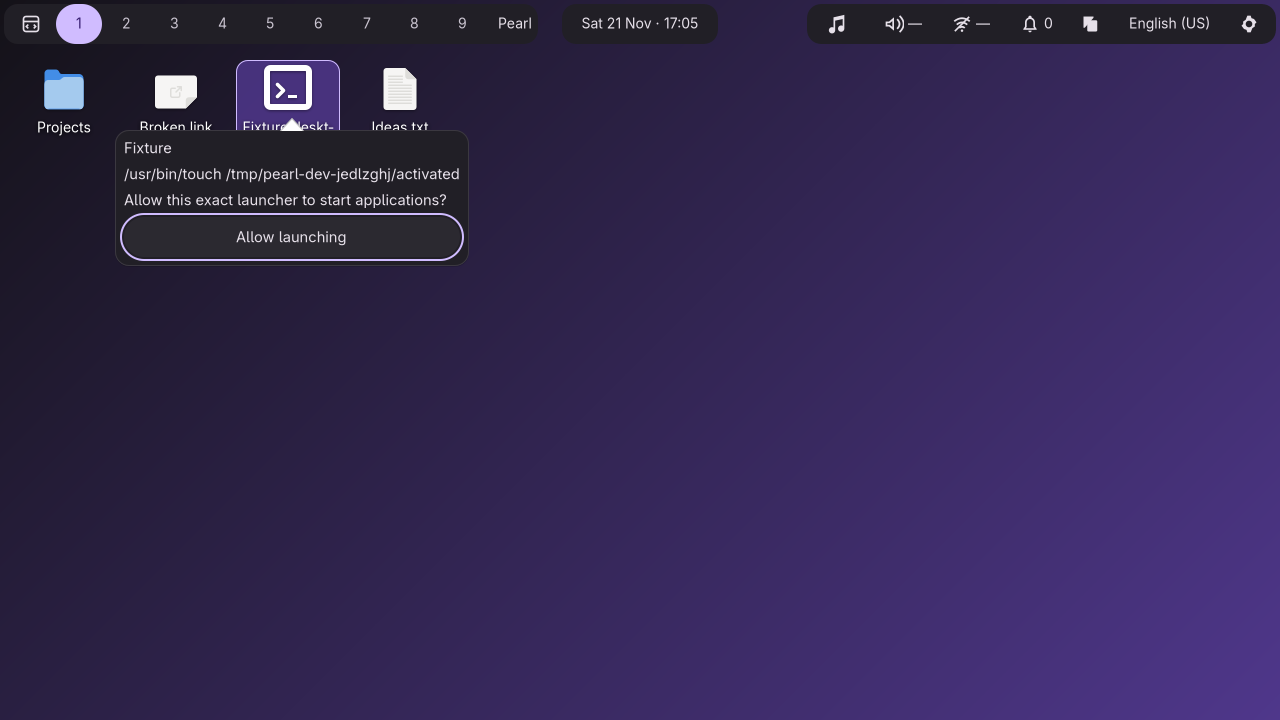 1 2 3 4 5 6 7 8 9 Pearl
Sat 21 Nov · 17:05
0
English (US)
Projects
Broken link
Ideas.txt
Fixture
/usr/bin/touch /tmp/pearl-dev-jedlzghj/activated
Allow this exact launcher to start applications?
Allow launching